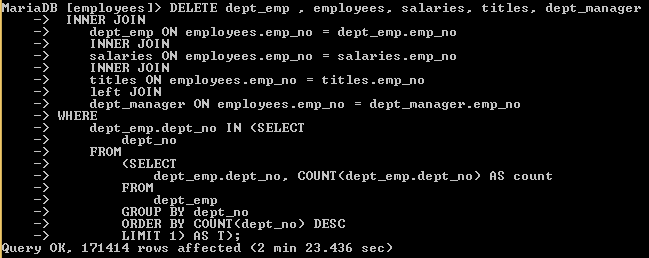 MariaDB [employees]> DELETE dept_emp , employees, salaries, titles, dept_manager
    ->  INNER JOIN
    ->     dept_emp ON employees.emp_no = dept_emp.emp_no
    ->     INNER JOIN
    ->     salaries ON employees.emp_no = salaries.emp_no
    ->     INNER JOIN
    ->     titles ON employees.emp_no = titles.emp_no
    ->     left JOIN
    ->     dept_manager ON employees.emp_no = dept_manager.emp_no
    -> WHERE
    ->     dept_emp.dept_no IN (SELECT
    ->         dept_no
    ->     FROM
    ->         (SELECT
    ->             dept_emp.dept_no, COUNT(dept_emp.dept_no) AS count
    ->         FROM
    ->             dept_emp
    ->         GROUP BY dept_no
    ->         ORDER BY COUNT(dept_no) DESC
    ->         LIMIT 1) AS T);
Query OK, 171414 rows affected (2 min 23.436 sec)